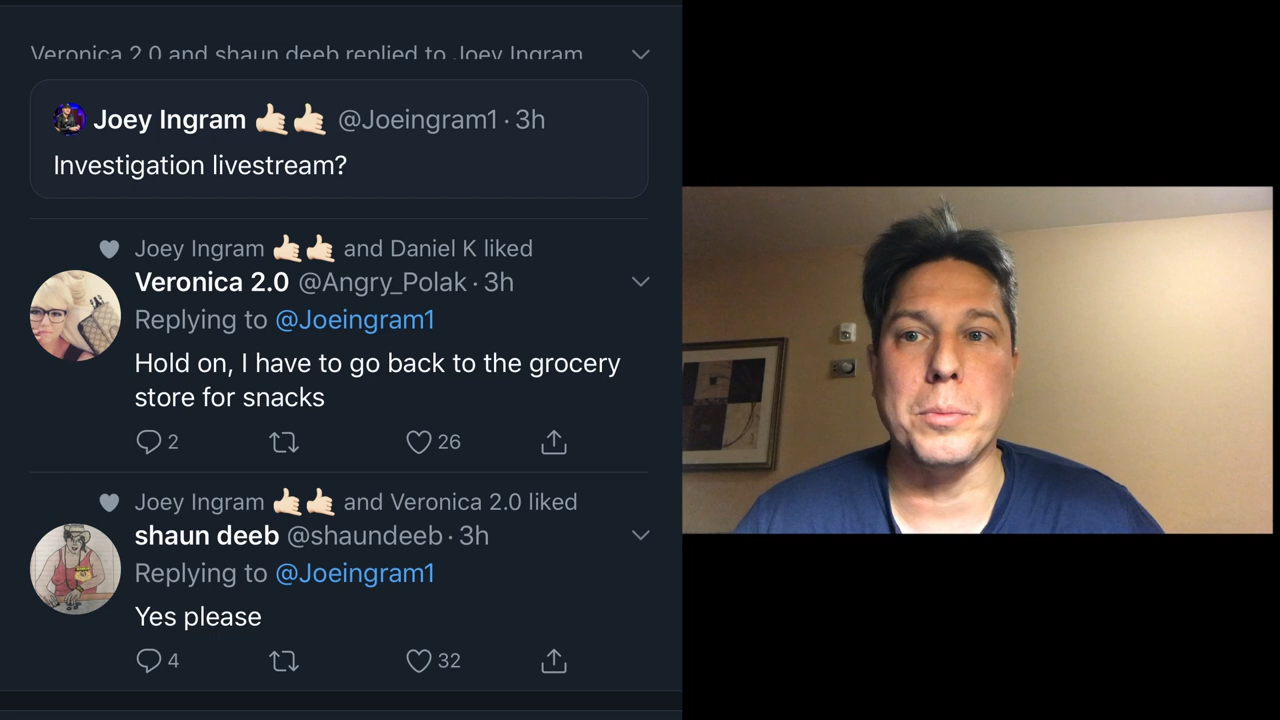 Veronica 2.0 and shaun deeb replied to Joey Ingram
Joey Ingram 🤙🏻 🤙🏻 @Joeingram1 · 3h
Investigation livestream?
Joey Ingram 🤙🏻 🤙🏻 and Daniel K liked
Veronica 2.0 @Angry_Polak · 3h
Replying to @Joeingram1
Hold on, I have to go back to the grocery
store for snacks
2 26
Joey Ingram 🤙🏻 🤙🏻 and Veronica 2.0 liked
shaun deeb @shaundeeb · 3h
Replying to @Joeingram1
Yes please
4 32